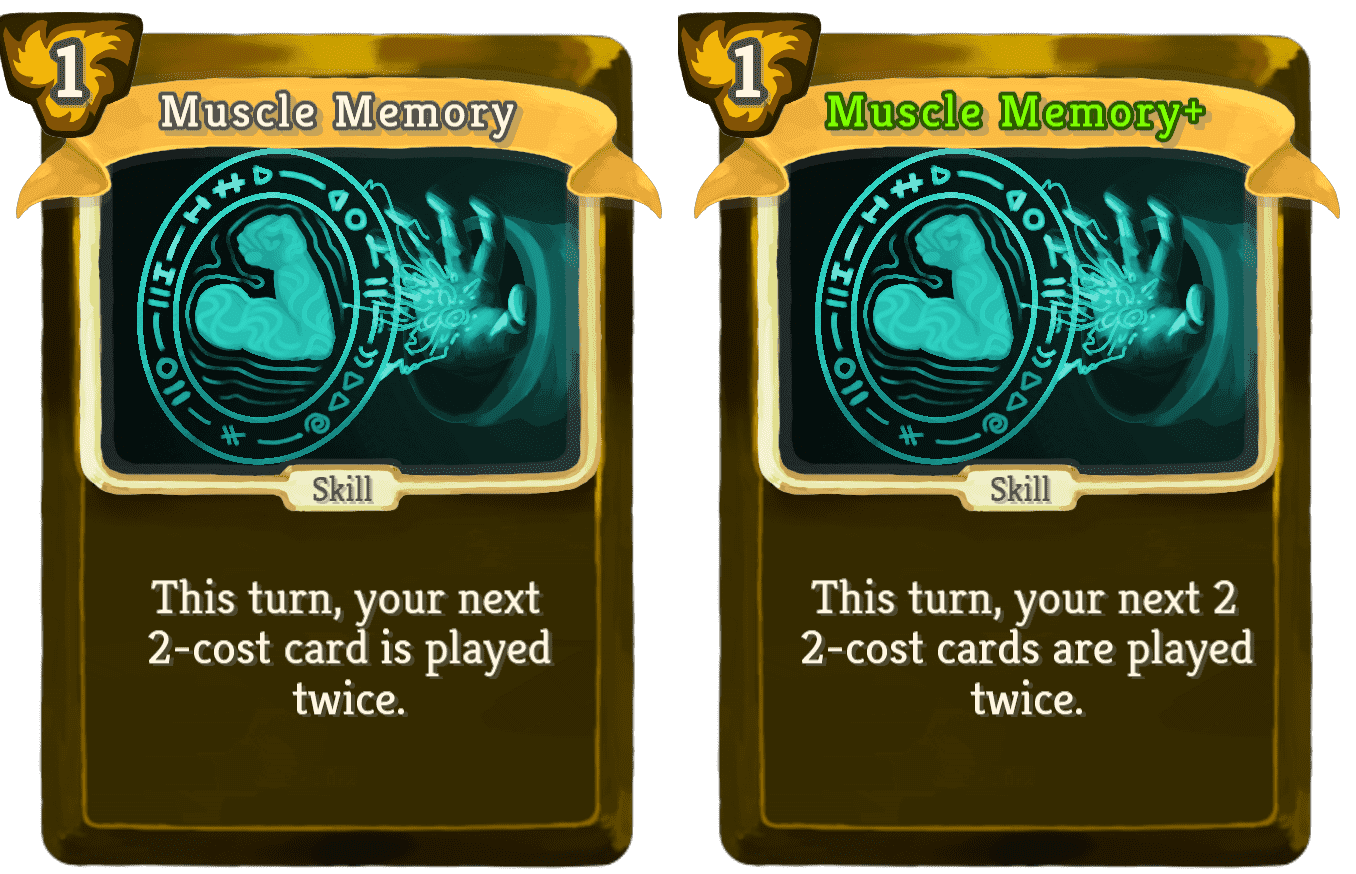 1
Muscle Memory
Skill
This turn, your next
2-cost card is played
twice.
1
Muscle Memory+
Skill
This turn, your next 2
2-cost cards are played
twice.